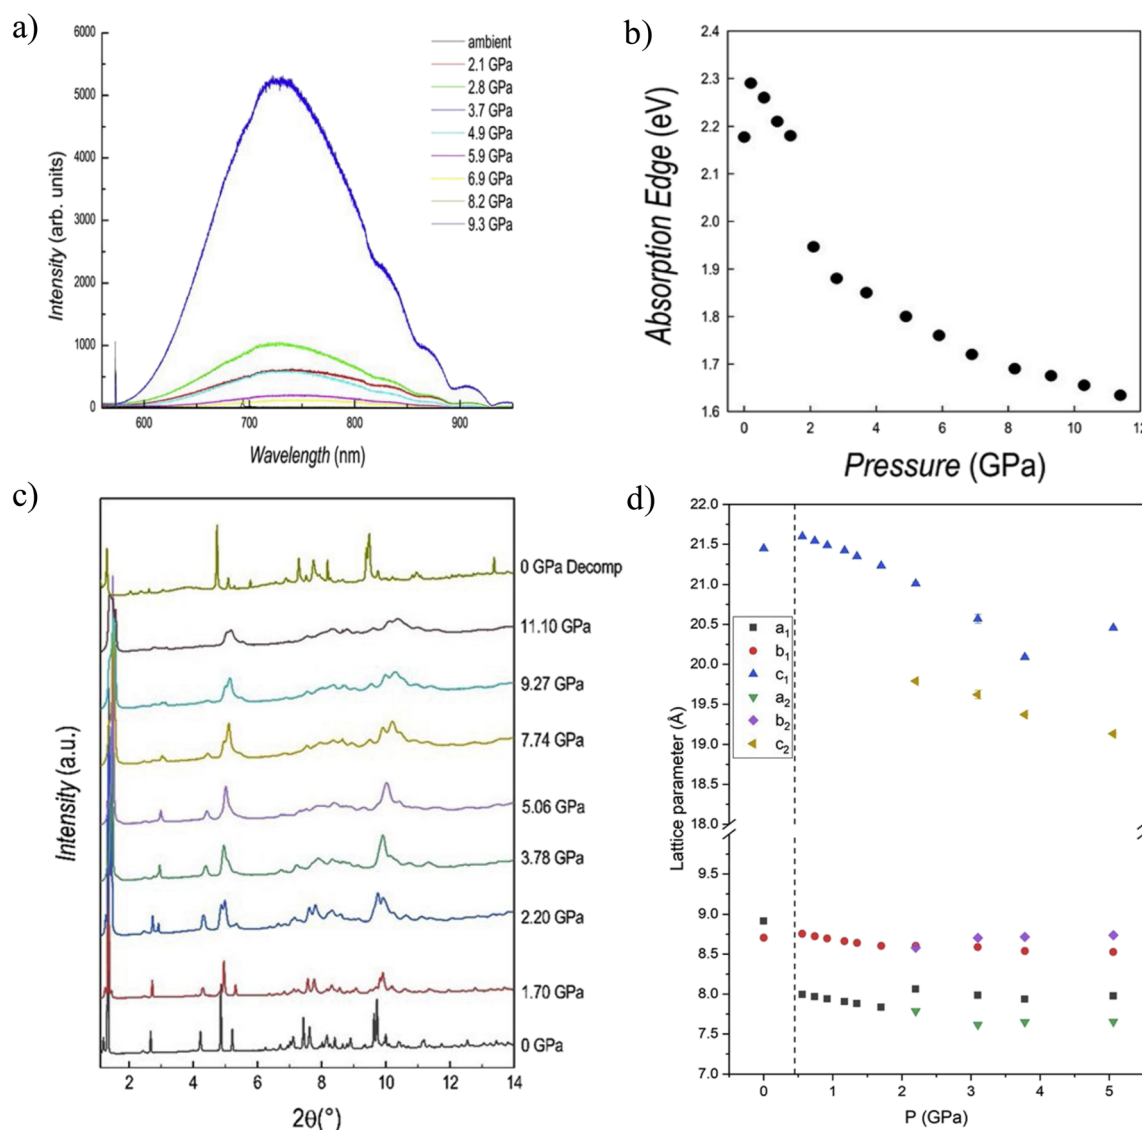 a)
6000
5000
4000
3000
2000
1000
0
Intensity (arb. units)
600
700
800
900
Wavelength (nm)
ambient
2.1 GPa
2.8 GPa
3.7 GPa
4.9 GPa
5.9 GPa
6.9 GPa
8.2 GPa
9.3 GPa
b)
2.4
2.3
2.2
2.1
2.0
1.9
1.8
1.7
1.6
Absorption Edge (eV)
0
2
4
6
8
10
12
Pressure (GPa)
c)
Intensity (a.u.)
0 GPa Decomp
11.10 GPa
9.27 GPa
7.74 GPa
5.06 GPa
3.78 GPa
2.20 GPa
1.70 GPa
0 GPa
2
4
6
8
10
12
14
2θ(°)
d)
22.0
21.5
21.0
20.5
20.0
19.5
19.0
18.5
18.0
9.5
9.0
8.5
8.0
7.5
7.0
Lattice parameter (Å)
a1
b1
c1
a2
b2
c2
0
1
2
3
4
5
P (GPa)